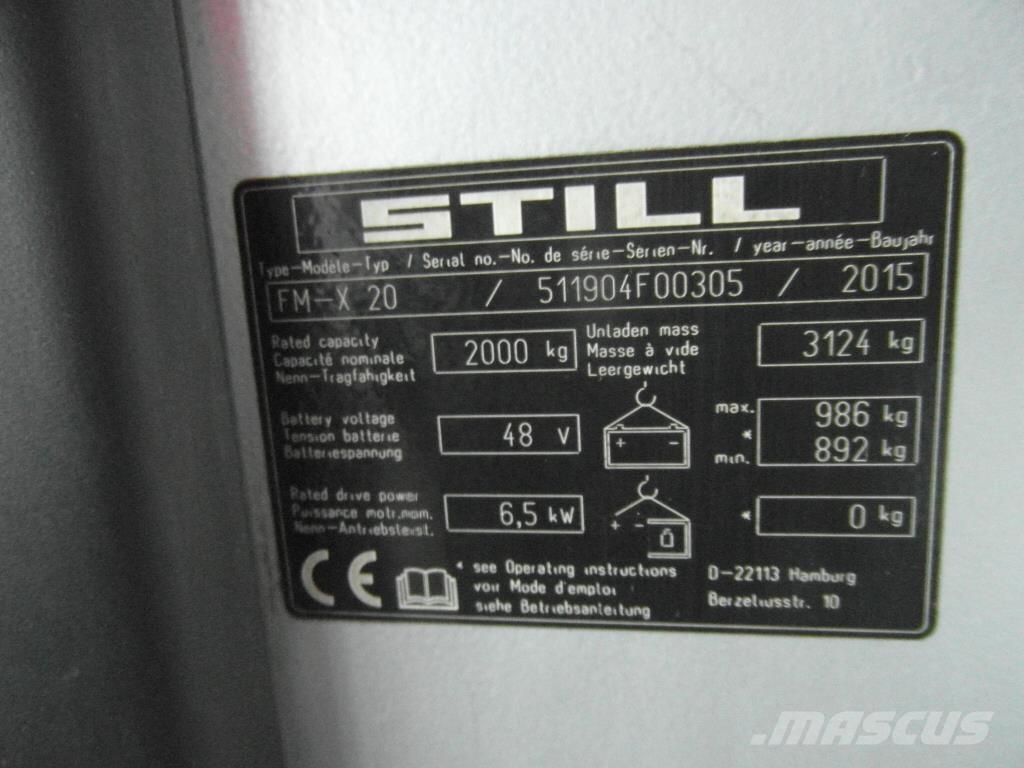 STILL
Type-Modèle-Typ / Serial no.-No. de série-Serien-Nr. / year-année-Baujahr
FM-X 20 / 511904F00305 / 2015
Rated capacity
Capacité nominale
Nenn-Tragfähigkeit
2000 kg
Unladen mass
Masse à vide
Leergewicht
3124 kg
Battery voltage
Tension batterie
Batteriespannung
48 V
+ -
max. 986 kg
*
min. 892 kg
Rated drive power
Puissance motr.nom.
Nenn-Antriebsleist.
6,5 kW
+ -
* 0 kg
CE
* see Operating instructions
voir Mode d'emploi
siehe Betriebsanleitung
D-22113 Hamburg
Berzeliusstr. 10
MASCUS